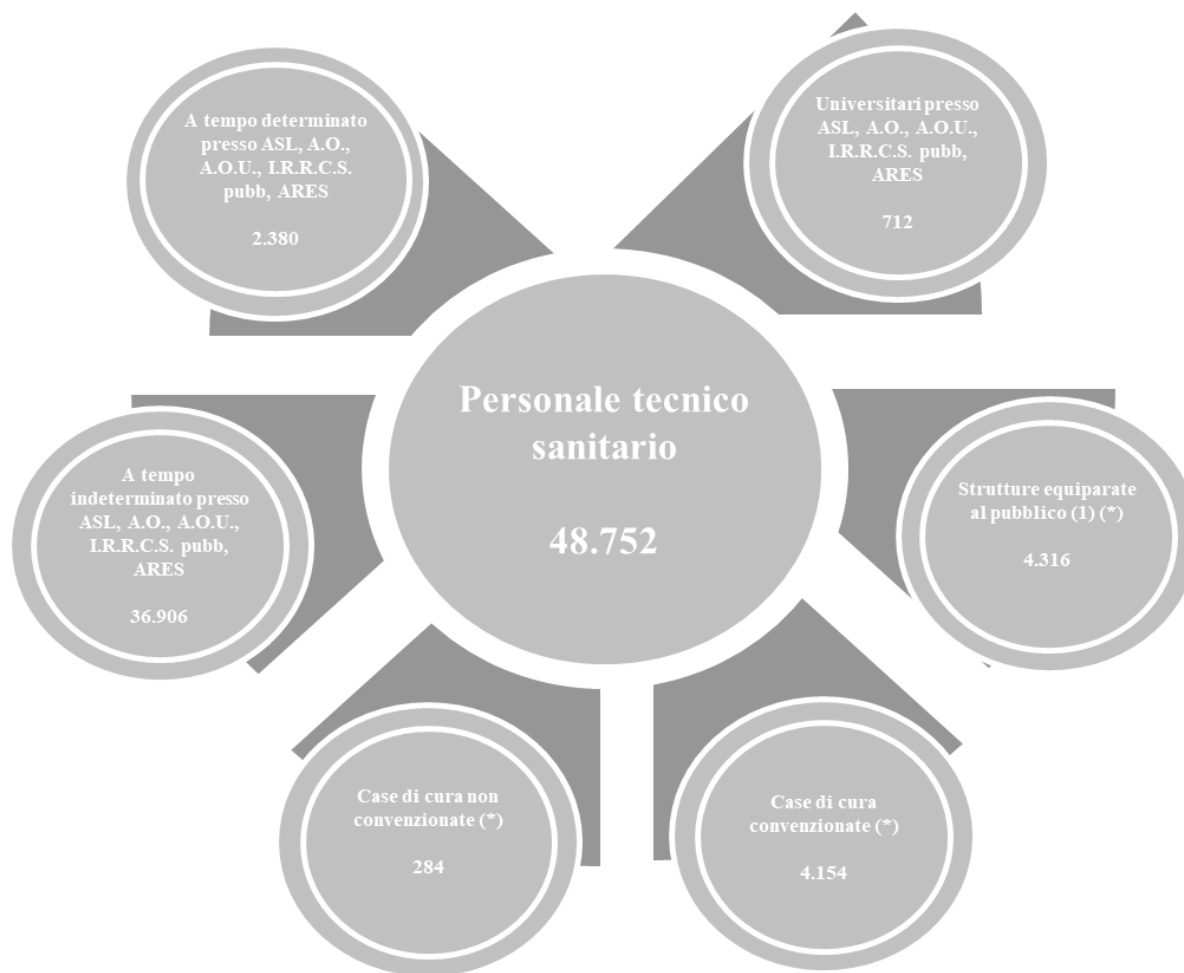 A tempo determinato
presso ASL, A.O.,
A.O.U., I.R.R.C.S.
pubb, ARES
2.380
Universitari presso
ASL, A.O., A.O.U.,
I.R.R.C.S. pubb,
ARES
712
Personale tecnico
sanitario
48.752
A tempo
indeterminato presso
ASL, A.O., A.O.U.,
I.R.R.C.S. pubb,
ARES
36.906
Strutture equiparate
al pubblico (1) (*)
4.316
Case di cura non
convenzionate (*)
284
Case di cura
convenzionate (*)
4.154